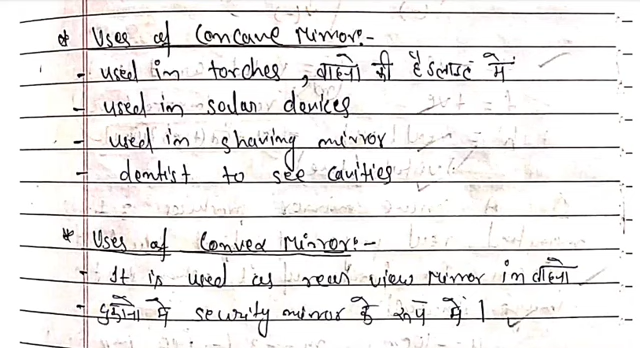 * Uses of Concave Mirror:-
- used in torches, वाहनो की हैडलाइट में
- used in solar devices
- used in shaving mirror
- dentist to see cavities
* Uses of Convex Mirror:-
- It is used as rear view mirror in वाहनो
- दुकानो में security mirror के रूप में।